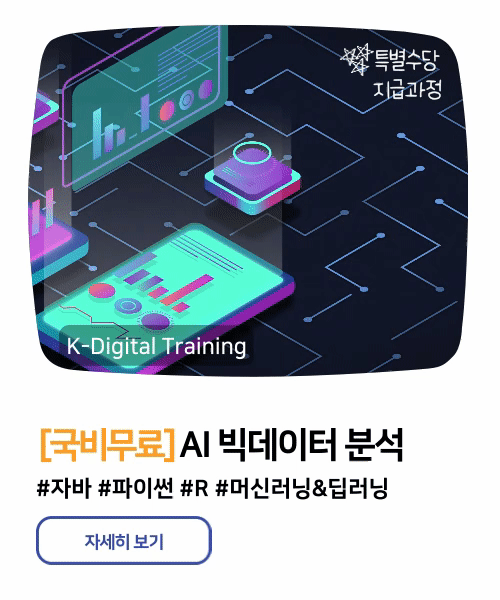 특별수당
지급과정
K-Digital Training
[국비무료] AI 빅데이터 분석
#자바 #파이썬 #R #머신러닝&딥러닝
자세히 보기